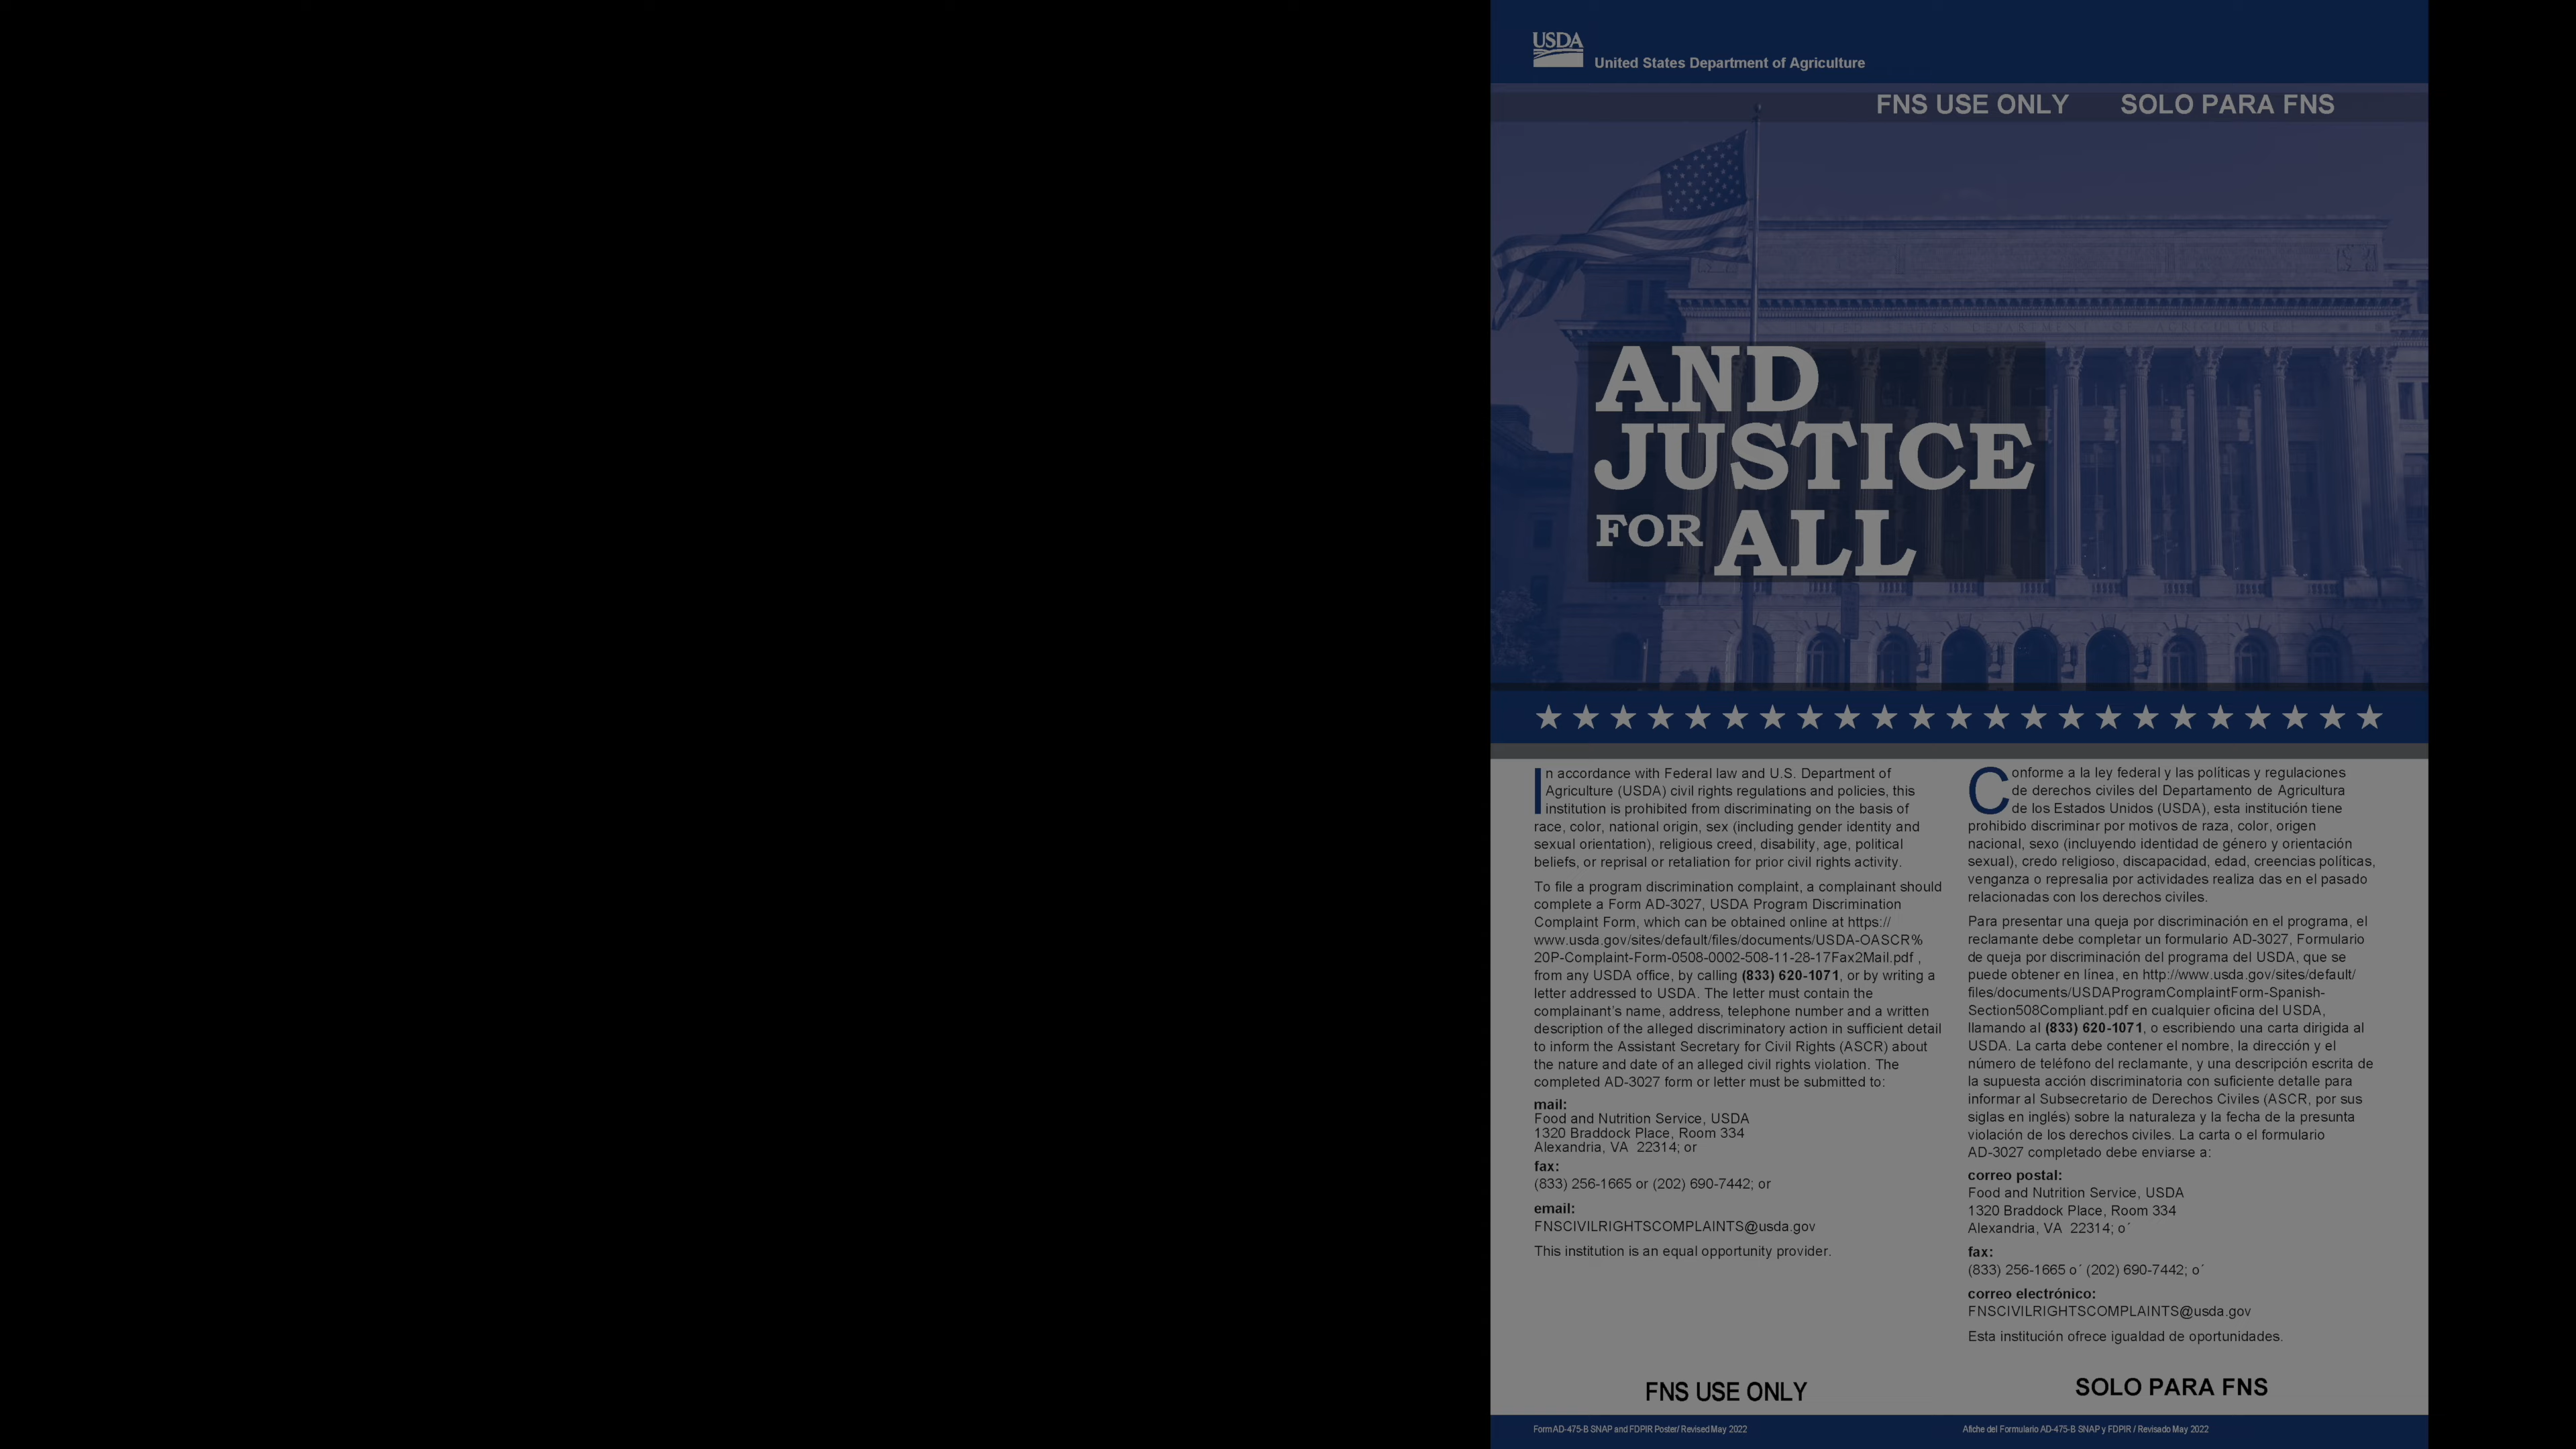 USDA
United States Department of Agriculture
FNS USE ONLY SOLO PARA FNS
AND
JUSTICE
FOR ALL
In accordance with Federal law and U.S. Department of
Agriculture (USDA) civil rights regulations and policies, this
institution is prohibited from discriminating on the basis of
race, color, national origin, sex (including gender identity and
sexual orientation), religious creed, disability, age, political
beliefs, or reprisal or retaliation for prior civil rights activity.
To file a program discrimination complaint, a complainant should
complete a Form AD-3027, USDA Program Discrimination
Complaint Form, which can be obtained online at https://
www.usda.gov/sites/default/files/documents/USDA-OASCR%
20P-Complaint-Form-0508-0002-508-11-28-17Fax2Mail.pdf ,
from any USDA office, by calling (833) 620-1071, or by writing a
letter addressed to USDA. The letter must contain the
complainant's name, address, telephone number and a written
description of the alleged discriminatory action in sufficient detail
to inform the Assistant Secretary for Civil Rights (ASCR) about
the nature and date of an alleged civil rights violation. The
completed AD-3027 form or letter must be submitted to:
mail:
Food and Nutrition Service, USDA
1320 Braddock Place, Room 334
Alexandria, VA 22314; or
fax:
(833) 256-1665 or (202) 690-7442; or
email:
FNSCIVILRIGHTSCOMPLAINTS@usda.gov
This institution is an equal opportunity provider.
FNS USE ONLY
Conforme a la ley federal y las políticas y regulaciones
de derechos civiles del Departamento de Agricultura
de los Estados Unidos (USDA), esta institución tiene
prohibido discriminar por motivos de raza, color, origen
nacional, sexo (incluyendo identidad de género y orientación
sexual), credo religioso, discapacidad, edad, creencias políticas,
venganza o represalia por actividades realiza das en el pasado
relacionadas con los derechos civiles.
Para presentar una queja por discriminación en el programa, el
reclamante debe completar un formulario AD-3027, Formulario
de queja por discriminación del programa del USDA, que se
puede obtener en línea, en http://www.usda.gov/sites/default/
files/documents/USDAProgramComplaintForm-Spanish-
Section508Compliant.pdf en cualquier oficina del USDA,
llamando al (833) 620-1071, o escribiendo una carta dirigida al
USDA. La carta debe contener el nombre, la dirección y el
número de teléfono del reclamante, y una descripción escrita de
la supuesta acción discriminatoria con suficiente detalle para
informar al Subsecretario de Derechos Civiles (ASCR, por sus
siglas en inglés) sobre la naturaleza y la fecha de la presunta
violación de los derechos civiles. La carta o el formulario
AD-3027 completado debe enviarse a:
correo postal:
Food and Nutrition Service, USDA
1320 Braddock Place, Room 334
Alexandria, VA 22314; o´
fax:
(833) 256-1665 o´ (202) 690-7442; o´
correo electrónico:
FNSCIVILRIGHTSCOMPLAINTS@usda.gov
Esta institución ofrece igualdad de oportunidades.
SOLO PARA FNS
Form AD-475-B SNAP and FDPIR Poster/ Revised May 2022
Afiche del Formulario AD-475-B SNAP y FDPIR / Revisado May 2022